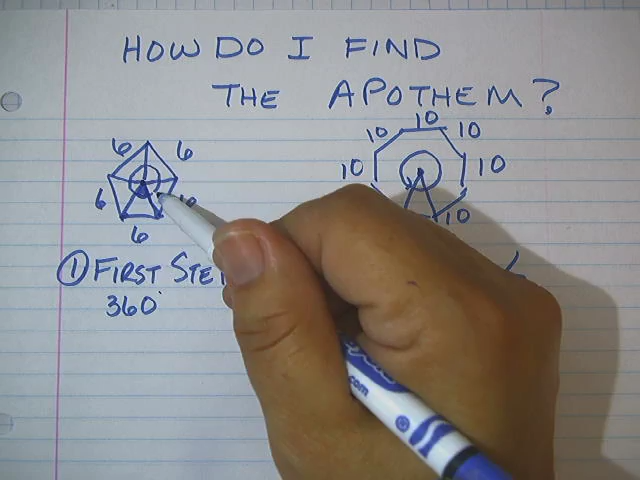 HOW DO I FIND
THE APOTHEM?
6 6
6
6
10 10 10
10 10
10
① FIRST STE
360°
.com